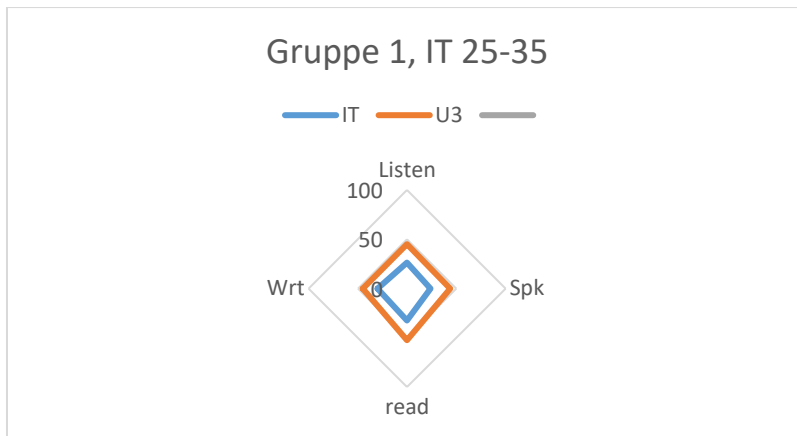 Gruppe 1, IT 25-35
IT U3
Listen
100
50
Wrt 0 Spk
read